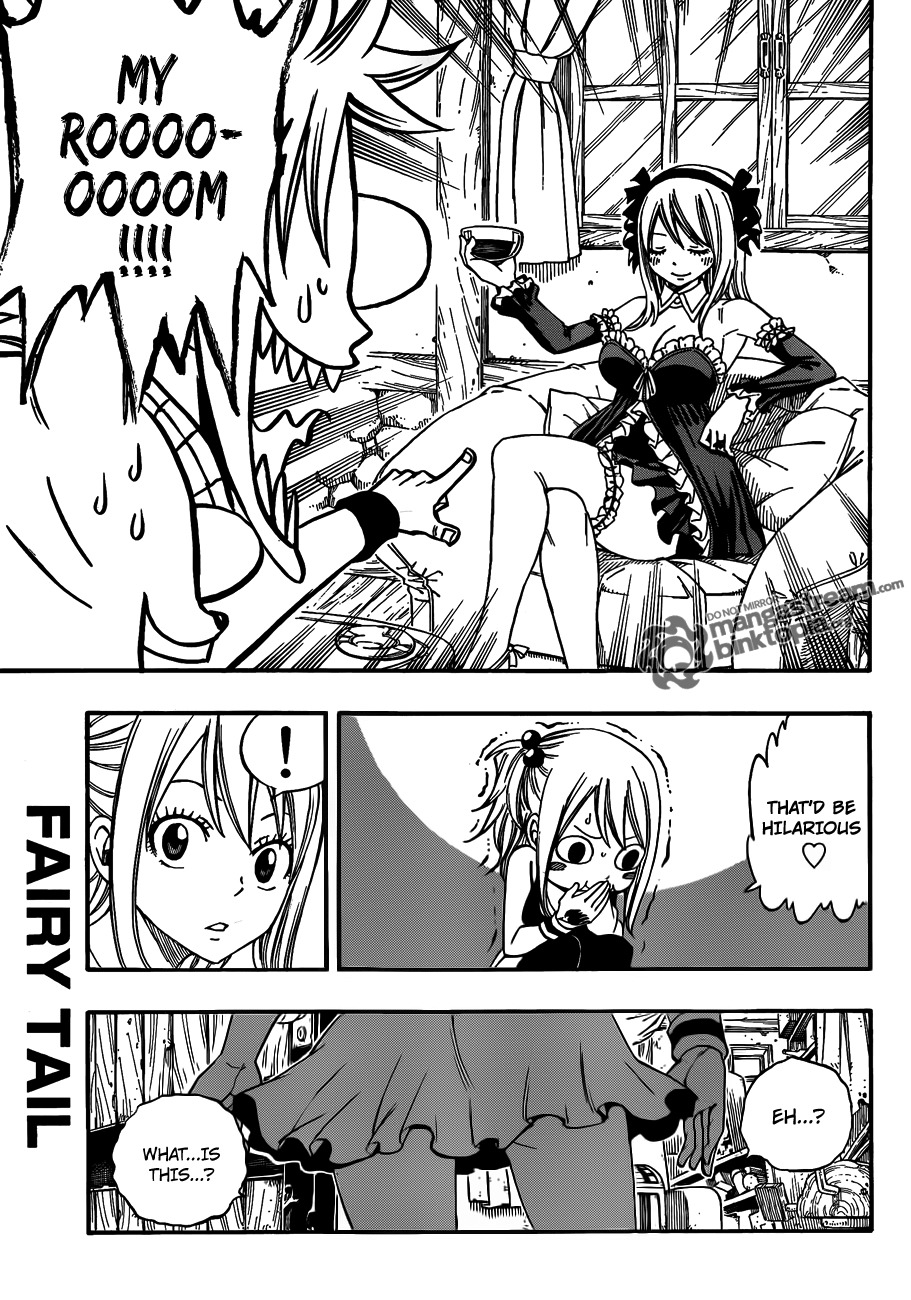 MY
ROOOO-
OOOOM
!!!!
DO NOT MIRROR
mangastream.com
binktopia
THAT'D BE
HILARIOUS
♡
!
EH...?
WHAT...IS
THIS...?
FAIRY TAIL